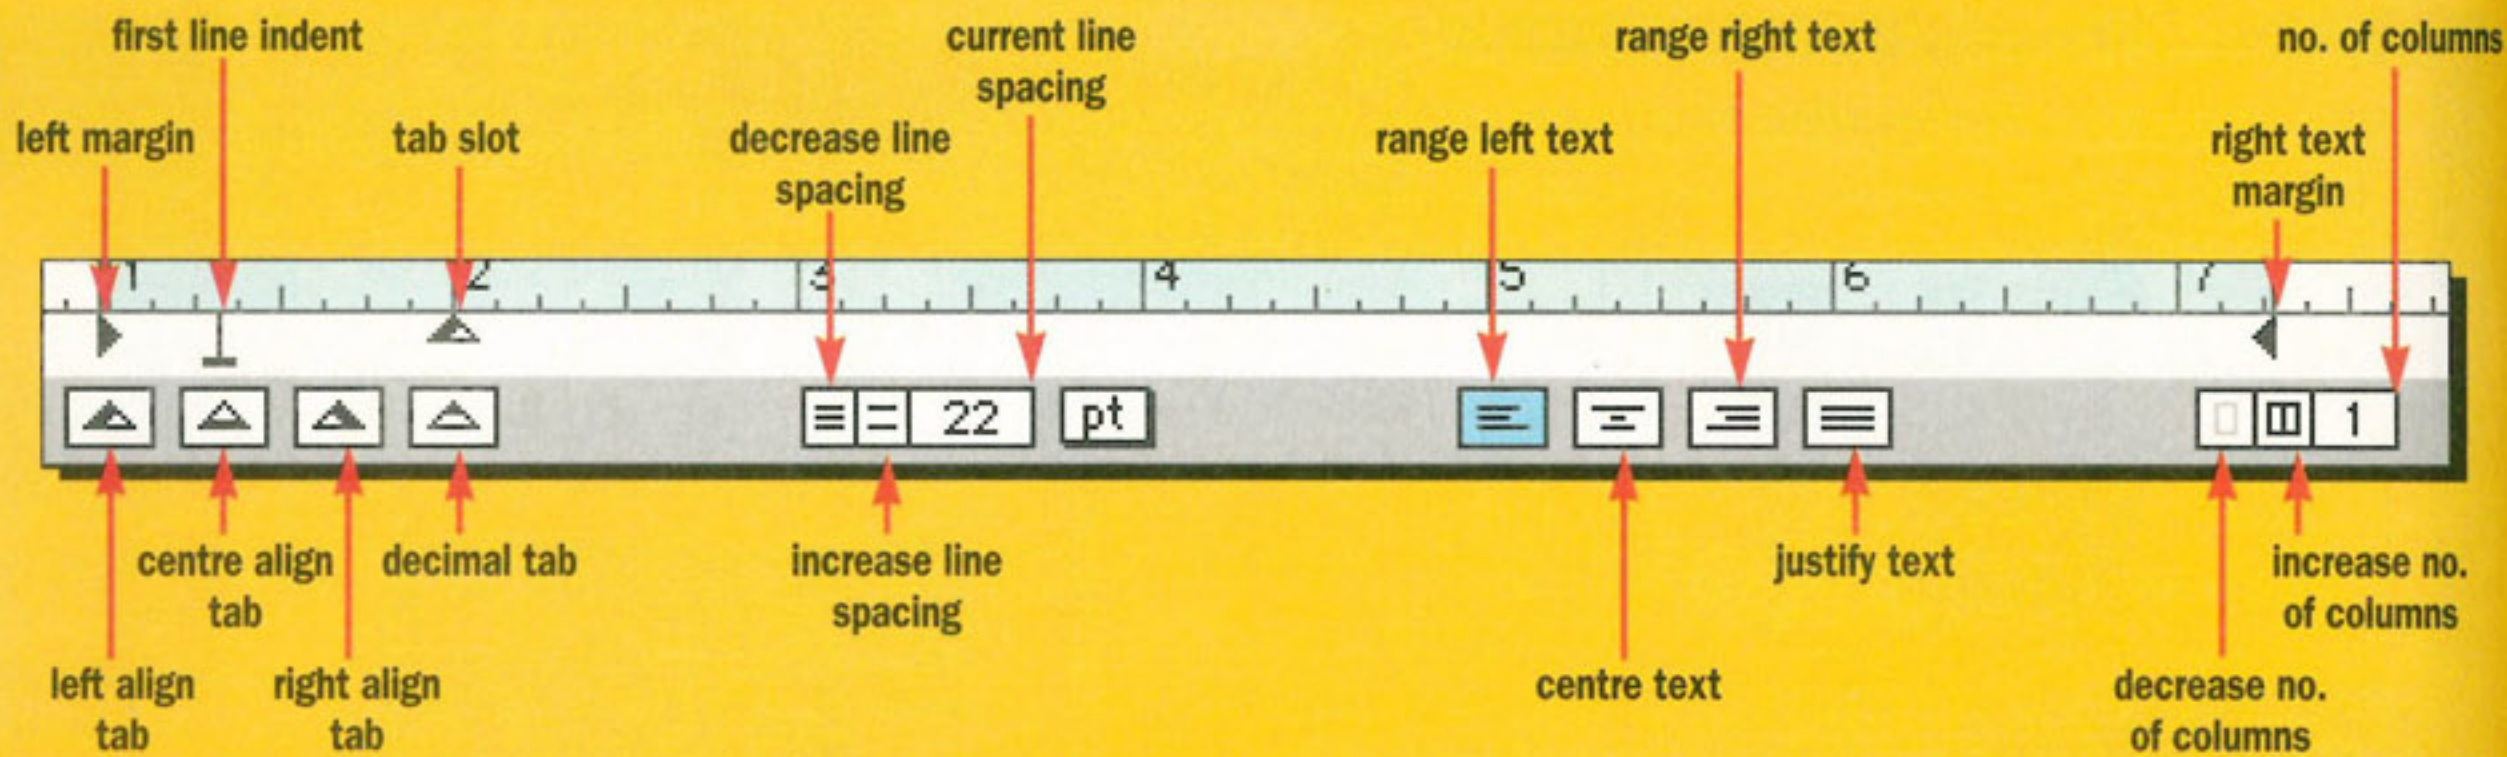 first line indent
current line
spacing
range right text
no. of columns
left margin
tab slot
decrease line
spacing
range left text
right text
margin
1 2 3 4 5 6 7
22 pt 1
centre align
tab
decimal tab
increase line
spacing
justify text
increase no.
of columns
left align
tab
right align
tab
centre text
decrease no.
of columns